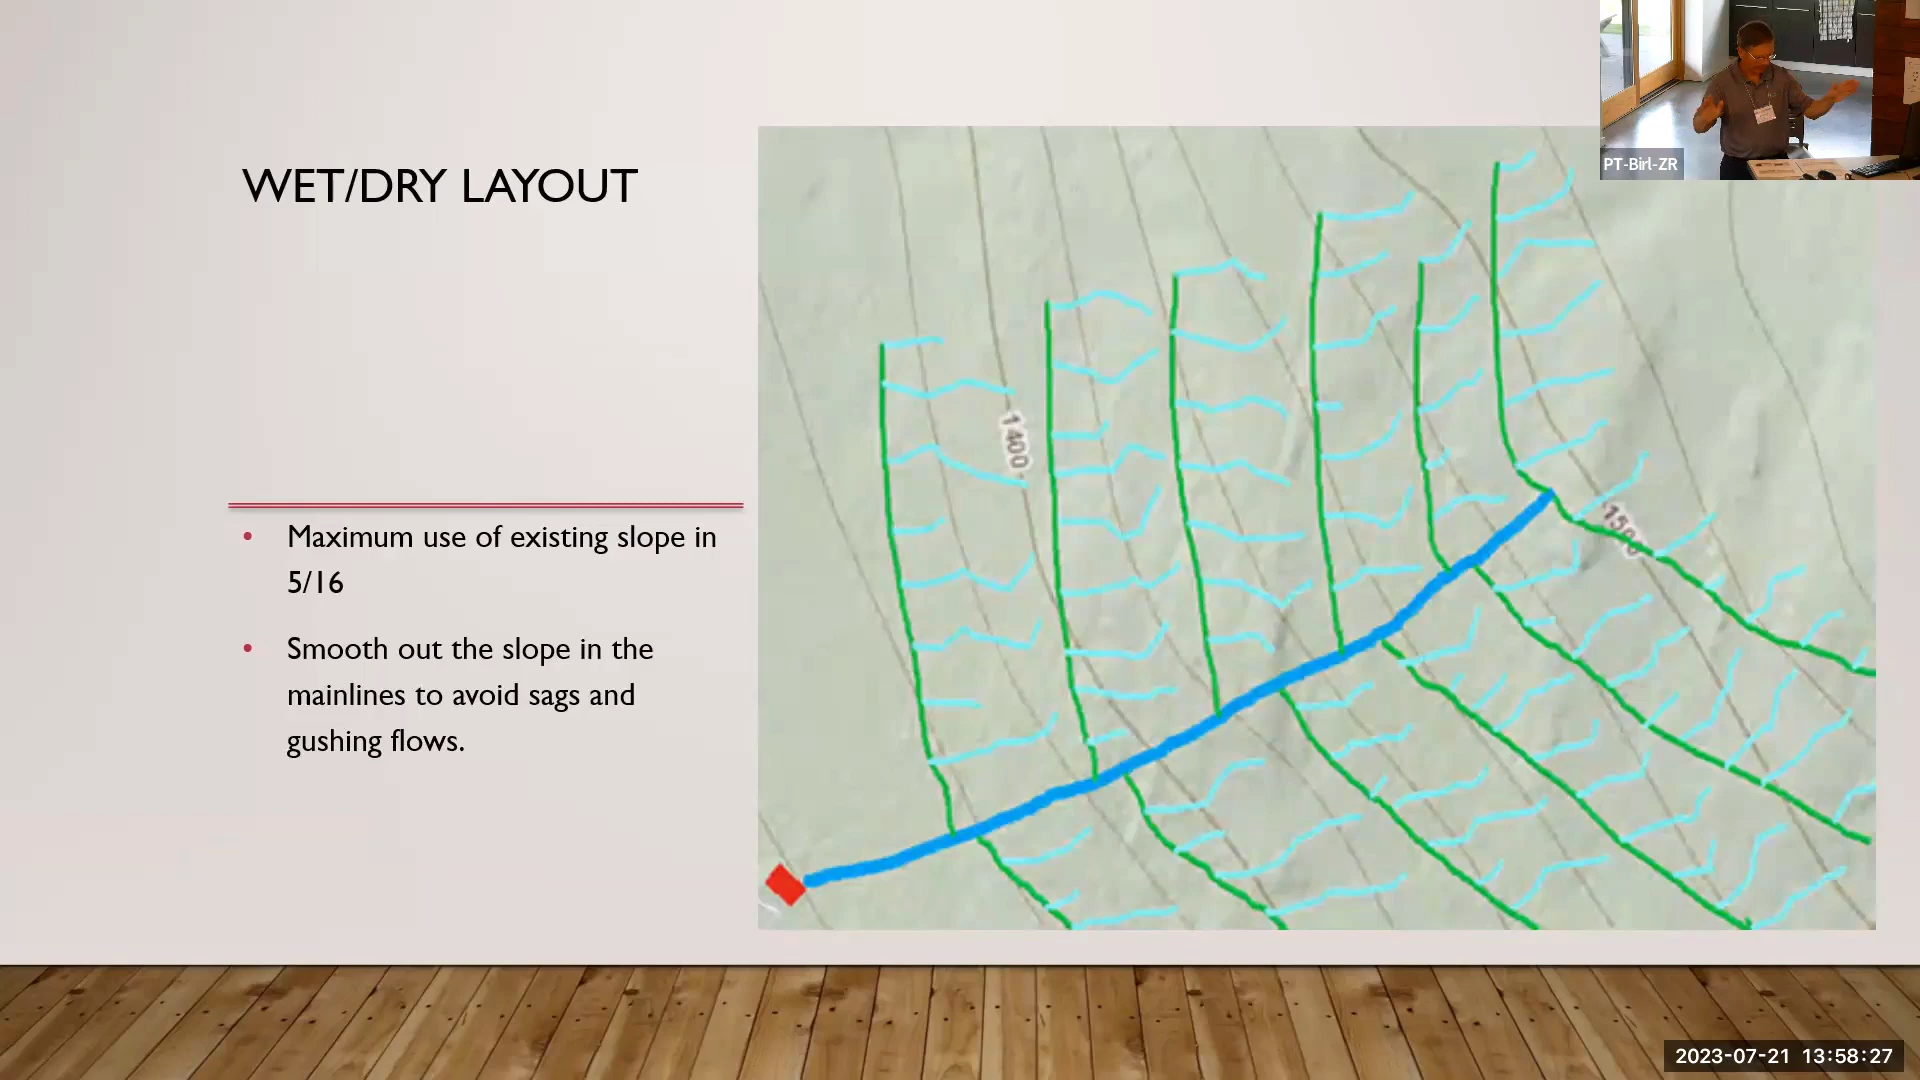 PT-Birl-ZR
WET/DRY LAYOUT
• Maximum use of existing slope in
5/16
• Smooth out the slope in the
mainlines to avoid sags and
gushing flows.
1400
1500
2023-07-21 13:58:27